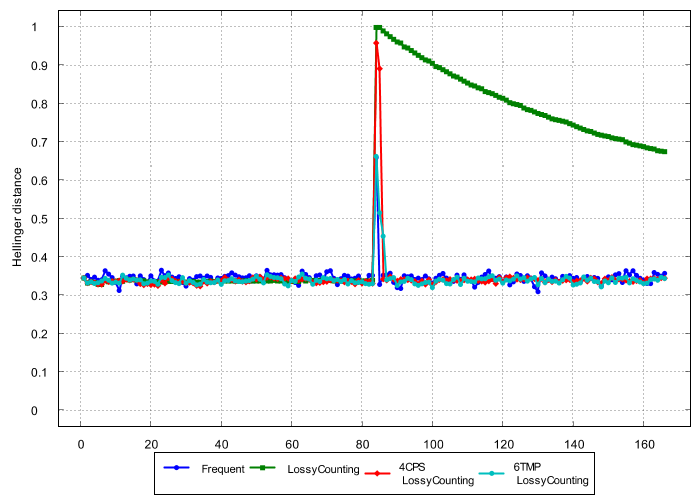 1
0.9
0.8
0.7
0.6
0.5
0.4
0.3
0.2
0.1
0
Hellinger distance
0 20 40 60 80 100 120 140 160
Frequent LossyCounting 4CPS 6TMP
LossyCounting LossyCounting